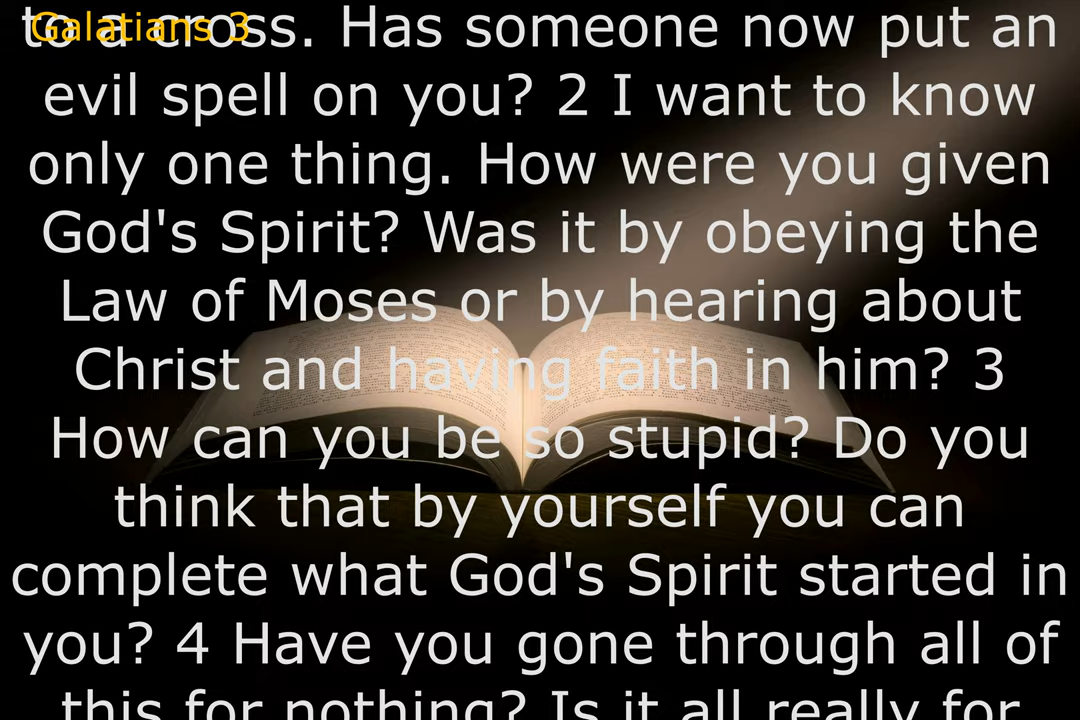 Galatians 3
to a cross. Has someone now put an
evil spell on you? 2 I want to know
only one thing. How were you given
God's Spirit? Was it by obeying the
Law of Moses or by hearing about
Christ and having faith in him? 3
How can you be so stupid? Do you
think that by yourself you can
complete what God's Spirit started in
you? 4 Have you gone through all of
this for nothing? Is it all really for